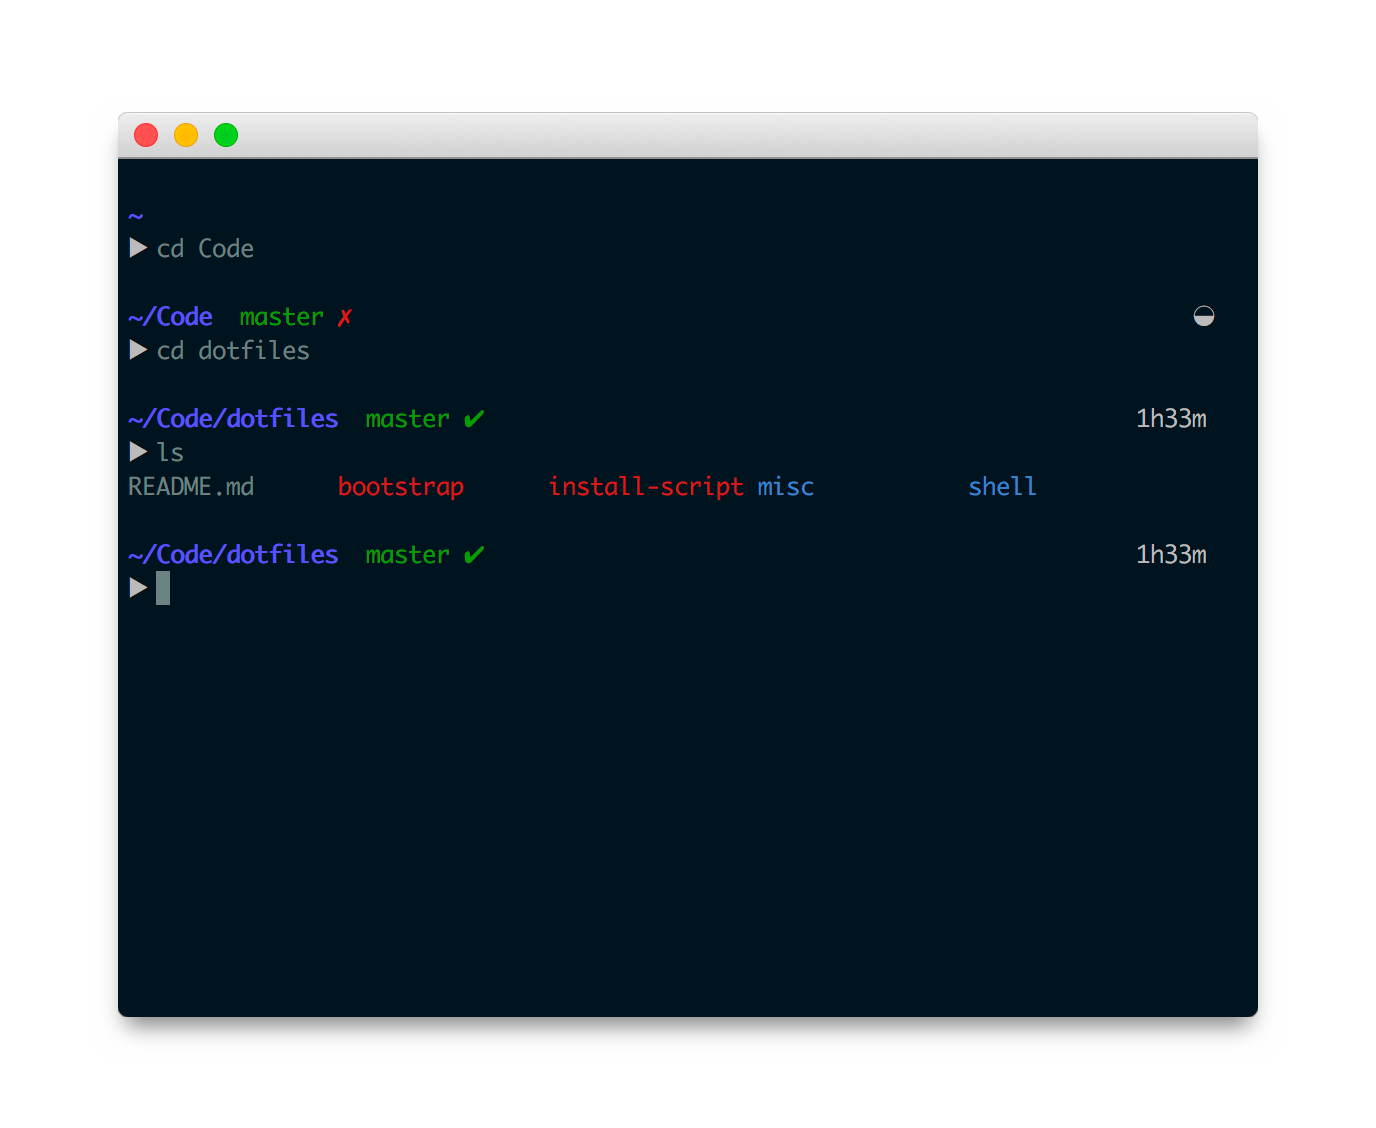 ~
▶ cd Code
~/Code  master ✗ ◒
▶ cd dotfiles
~/Code/dotfiles  master ✔ 1h33m
▶ ls
README.md      bootstrap      install-script misc           shell
~/Code/dotfiles  master ✔ 1h33m
▶